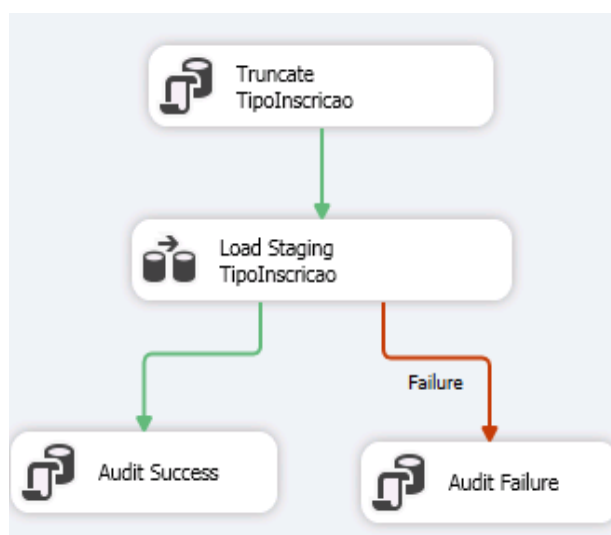 Truncate
TipoInscricao
Load Staging
TipoInscricao
Failure
Audit Success
Audit Failure